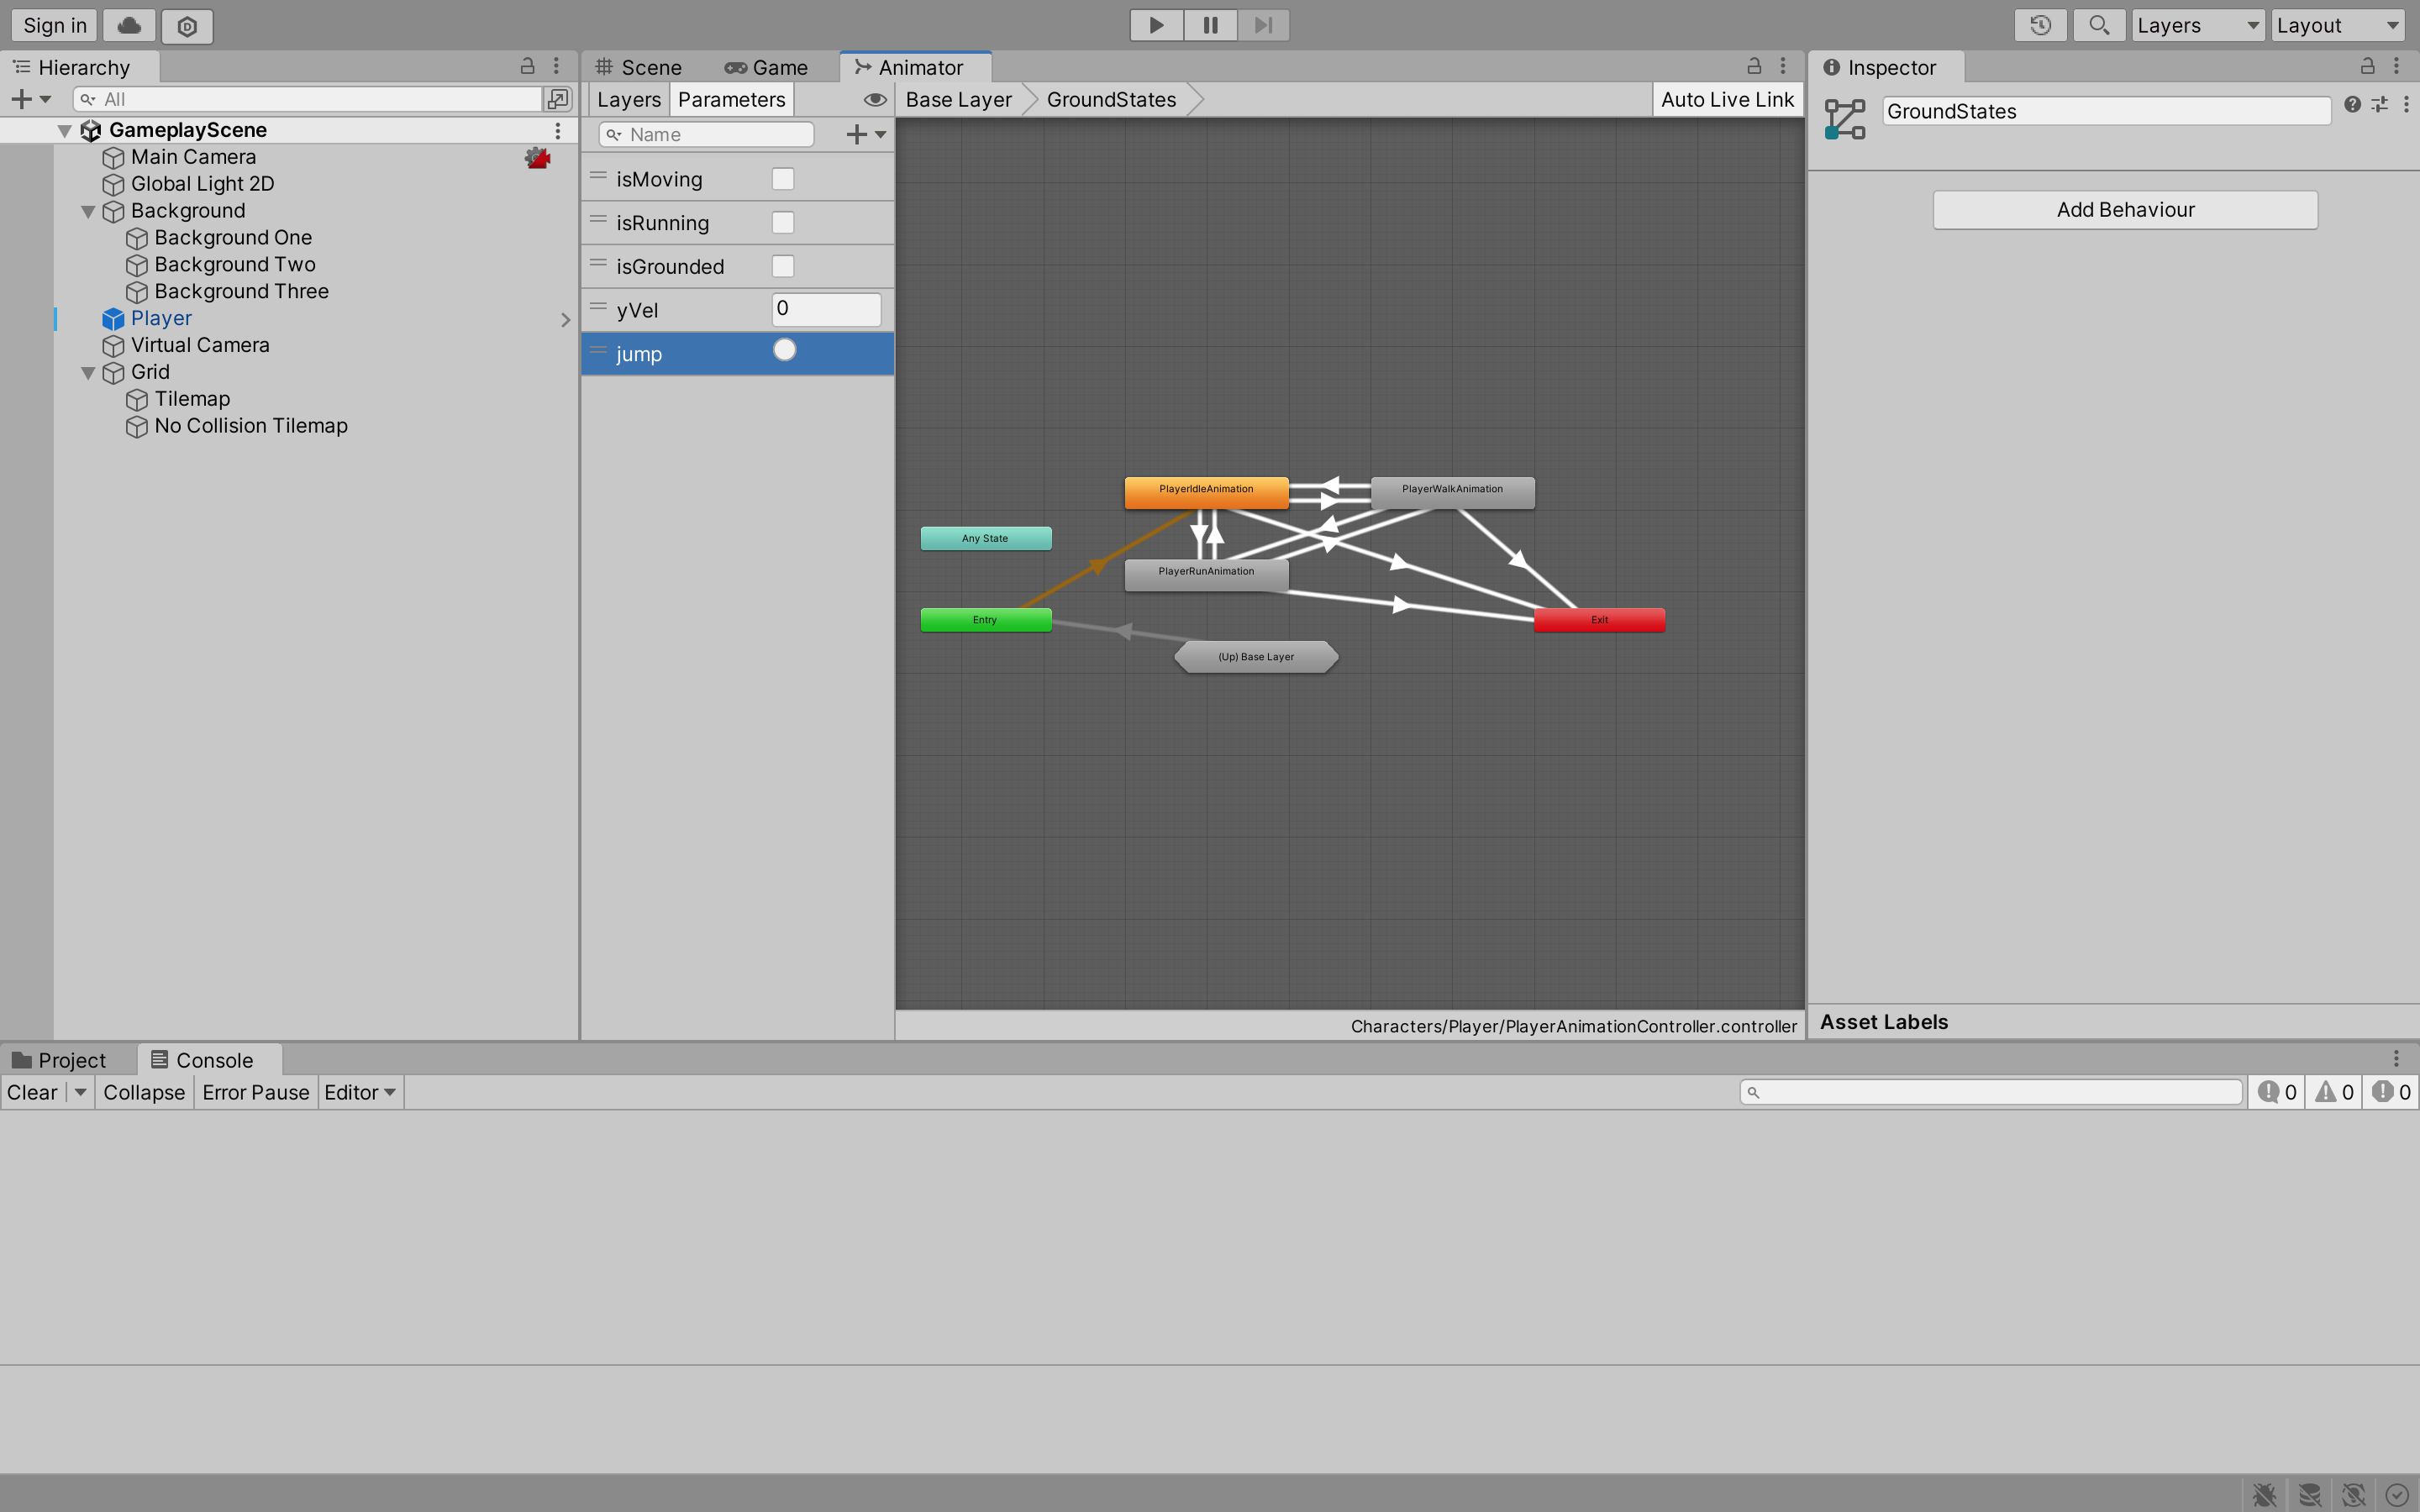 Sign in
Layers
Layout
Hierarchy
All
GameplayScene
Main Camera
Global Light 2D
Background
Background One
Background Two
Background Three
Player
Virtual Camera
Grid
Tilemap
No Collision Tilemap
Scene
Game
Animator
Layers
Parameters
Name
isMoving
isRunning
isGrounded
yVel
0
jump
Base Layer
GroundStates
Auto Live Link
PlayerIdleAnimation
PlayerWalkAnimation
Any State
PlayerRunAnimation
Entry
Exit
(Up) Base Layer
Characters/Player/PlayerAnimationController.controller
Inspector
GroundStates
Add Behaviour
Asset Labels
Project
Console
Clear
Collapse
Error Pause
Editor
0
0
0